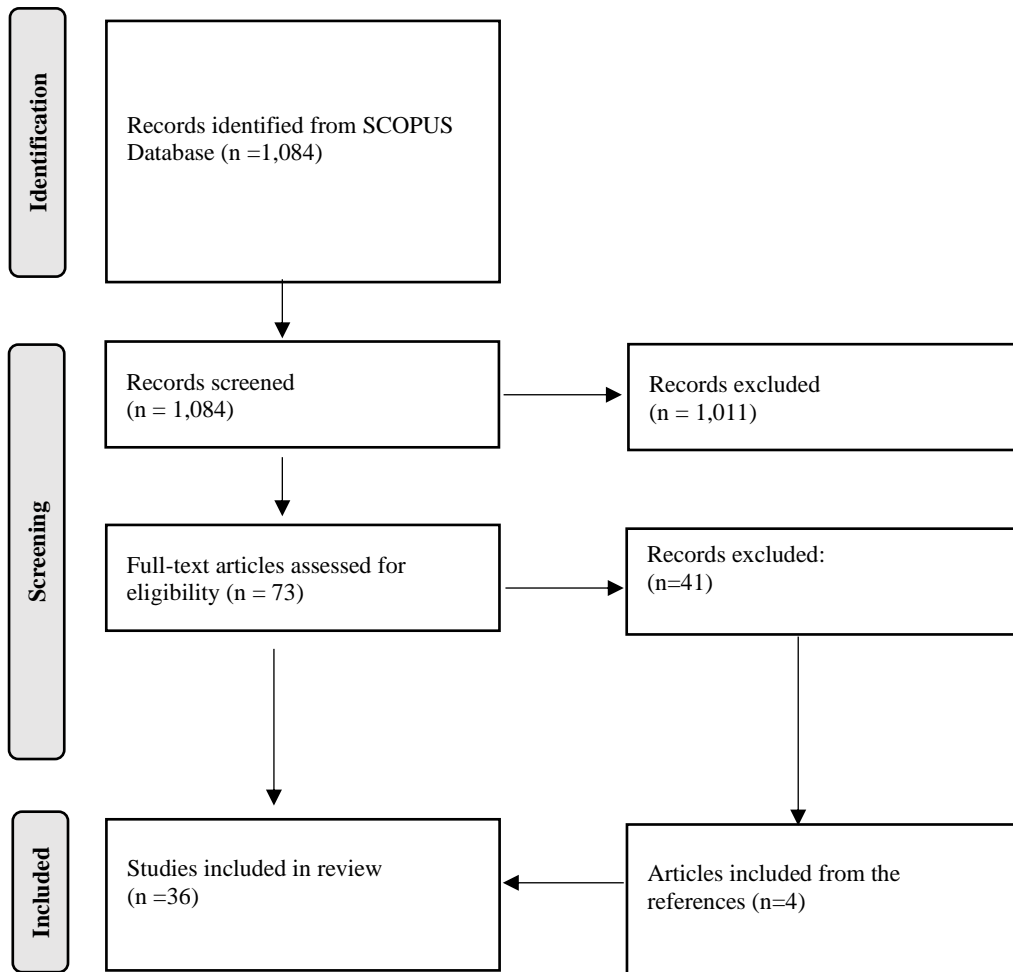 Identification
Records identified from SCOPUS
Database (n =1,084)
Screening
Records screened
(n = 1,084)
Records excluded
(n = 1,011)
Full-text articles assessed for
eligibility (n = 73)
Records excluded:
(n=41)
Included
Studies included in review
(n =36)
Articles included from the
references (n=4)